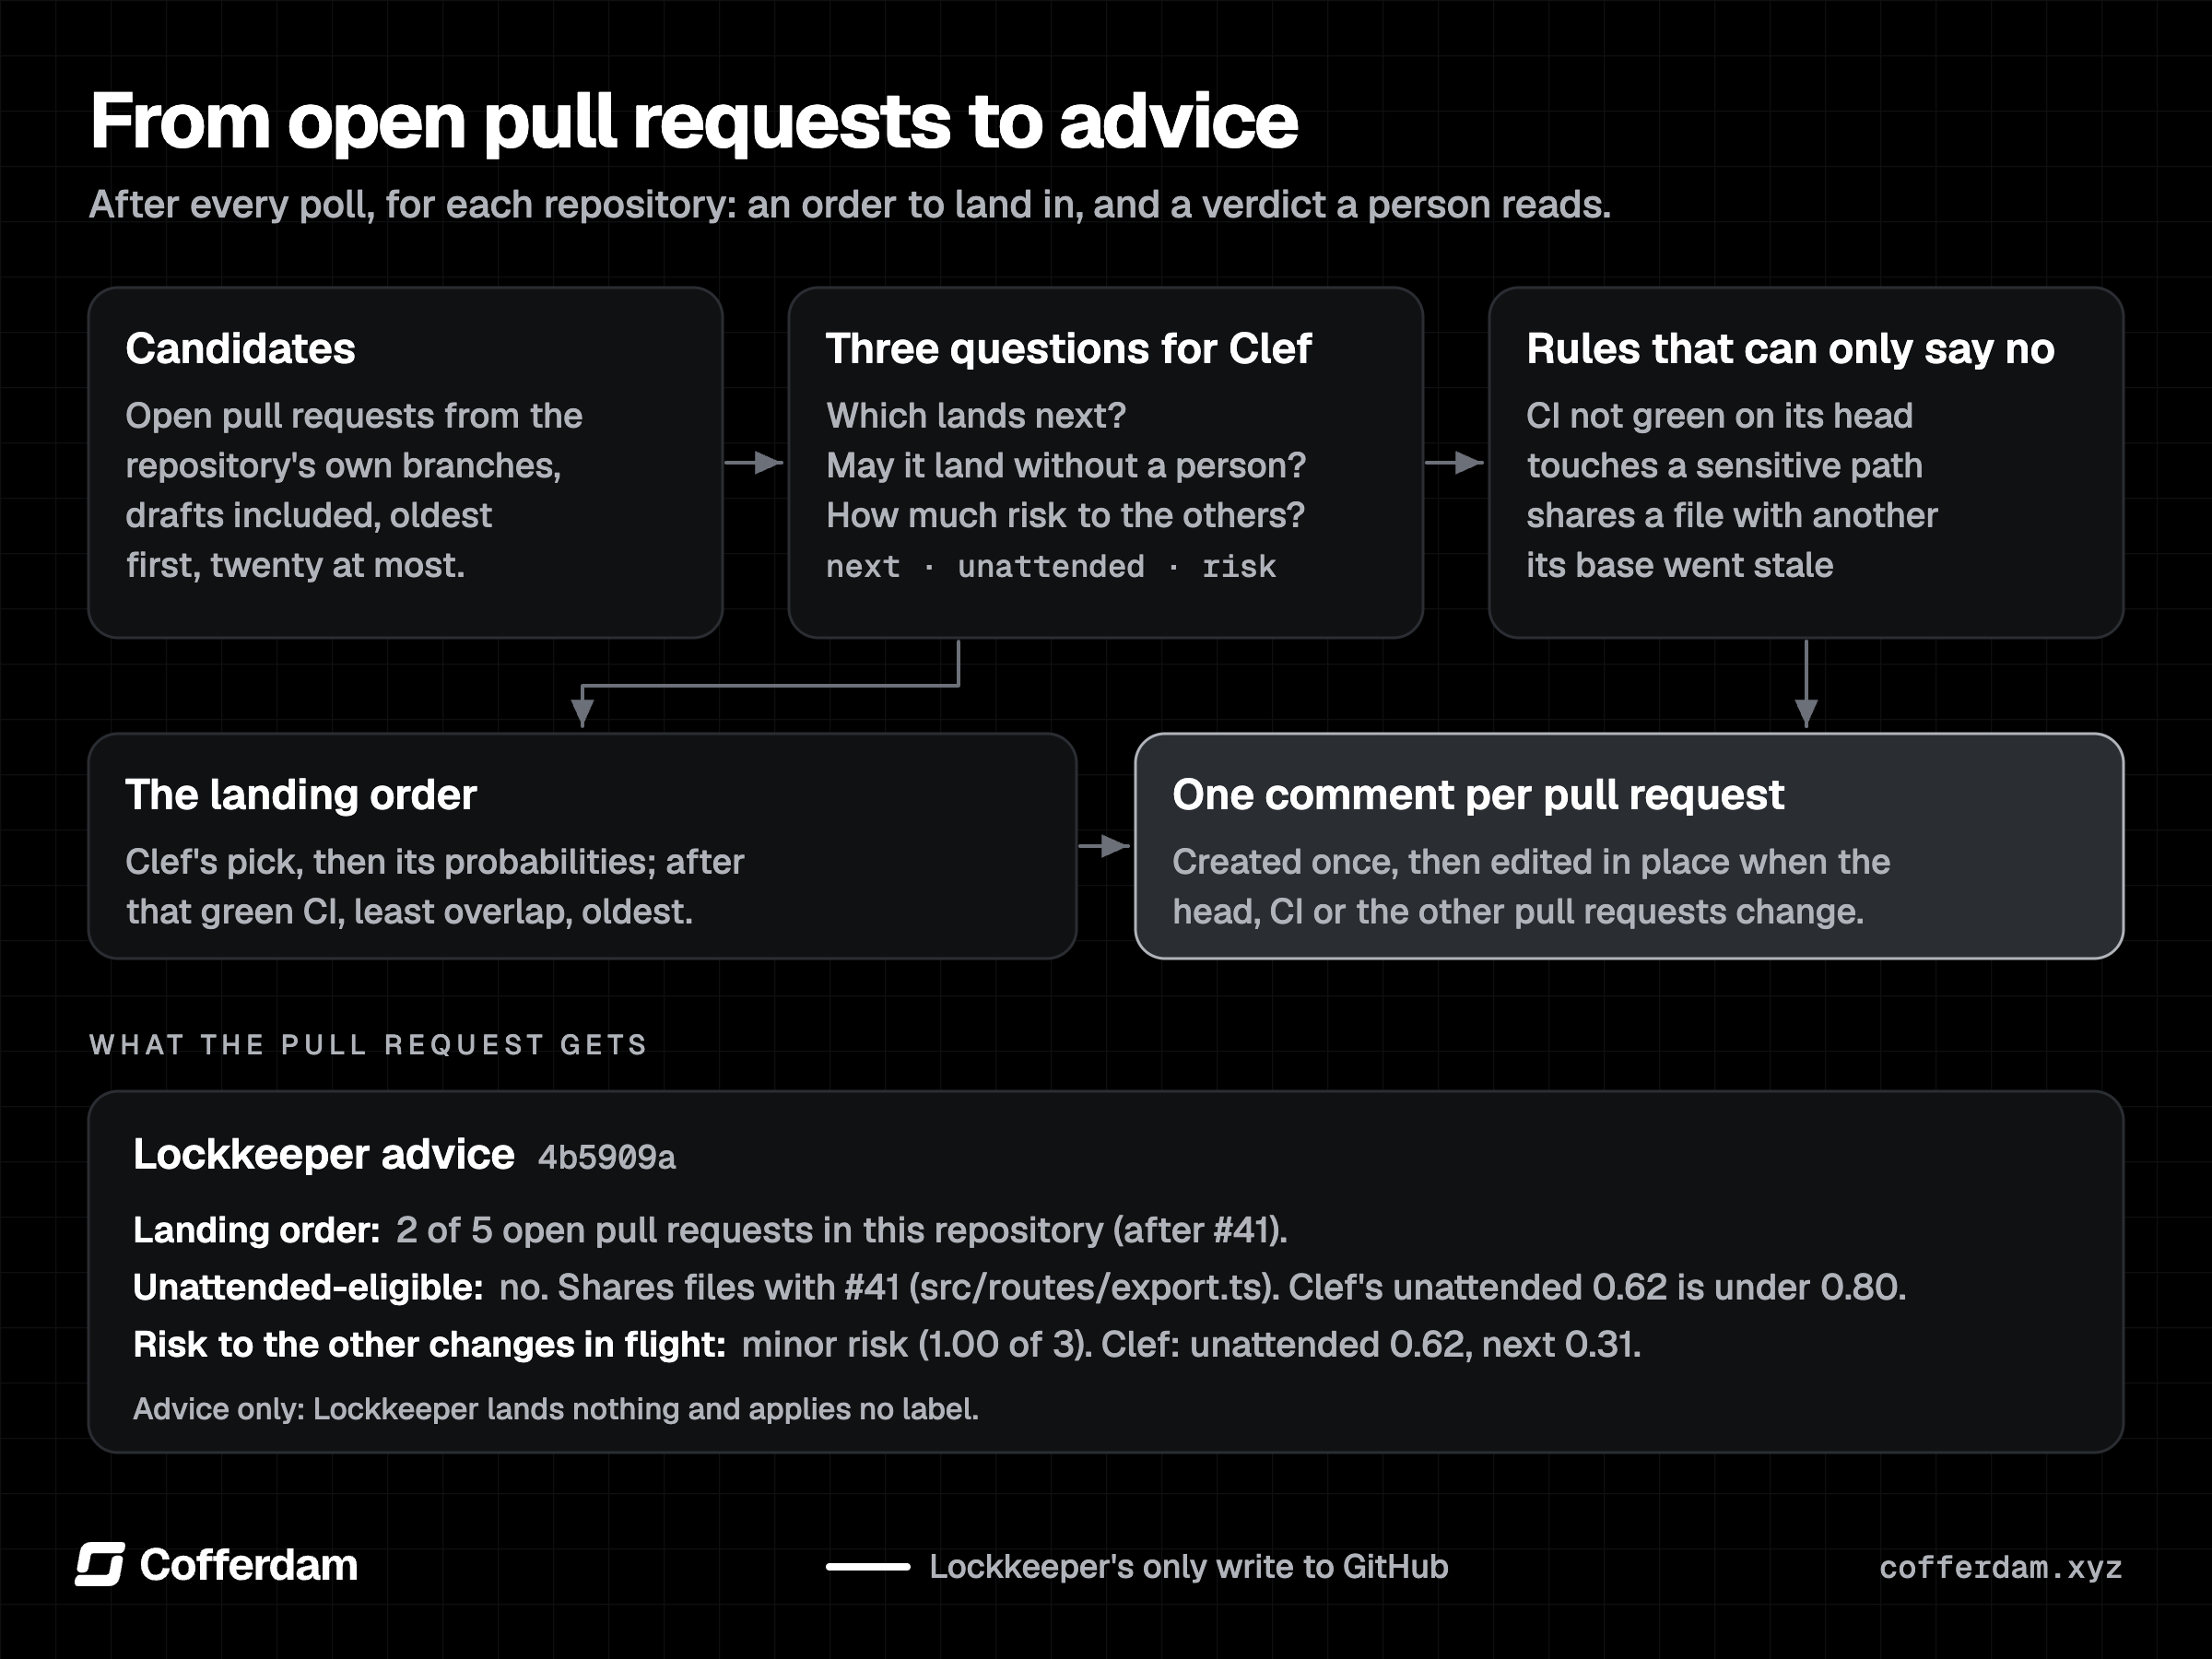 From open pull requests to advice
After every poll, for each repository: an order to land in, and a verdict a person reads.
Candidates
Open pull requests from the
repository's own branches,
drafts included, oldest
first, twenty at most.
Three questions for Clef
Which lands next?
May it land without a person?
How much risk to the others?
next · unattended · risk
Rules that can only say no
CI not green on its head
touches a sensitive path
shares a file with another
its base went stale
The landing order
Clef's pick, then its probabilities; after
that green CI, least overlap, oldest.
One comment per pull request
Created once, then edited in place when the
head, CI or the other pull requests change.
WHAT THE PULL REQUEST GETS
Lockkeeper advice 4b5909a
Landing order: 2 of 5 open pull requests in this repository (after #41).
Unattended-eligible: no. Shares files with #41 (src/routes/export.ts). Clef's unattended 0.62 is under 0.80.
Risk to the other changes in flight: minor risk (1.00 of 3). Clef: unattended 0.62, next 0.31.
Advice only: Lockkeeper lands nothing and applies no label.
Cofferdam
Lockkeeper's only write to GitHub
cofferdam.xyz